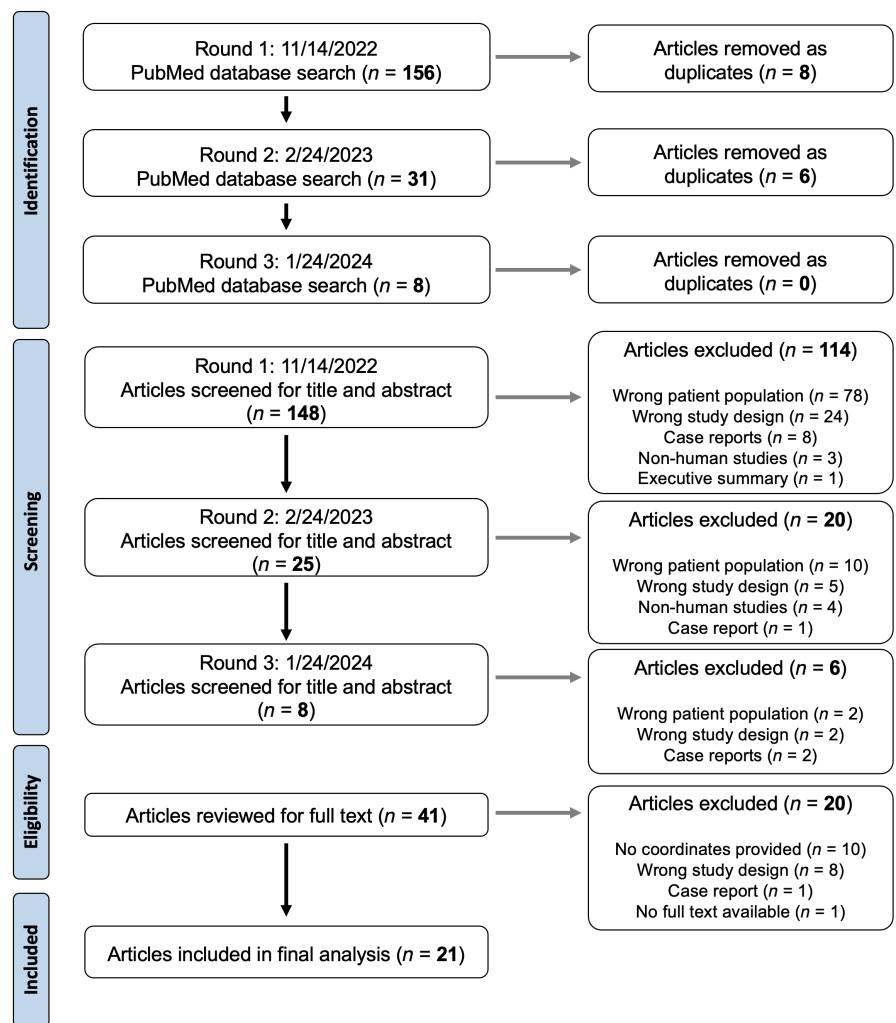 Identification
Round 1: 11/14/2022
PubMed database search (n = 156)
Articles removed as
duplicates (n = 8)
Round 2: 2/24/2023
PubMed database search (n = 31)
Articles removed as
duplicates (n = 6)
Round 3: 1/24/2024
PubMed database search (n = 8)
Articles removed as
duplicates (n = 0)
Screening
Round 1: 11/14/2022
Articles screened for title and abstract
(n = 148)
Articles excluded (n = 114)
Wrong patient population (n = 78)
Wrong study design (n = 24)
Case reports (n = 8)
Non-human studies (n = 3)
Executive summary (n = 1)
Round 2: 2/24/2023
Articles screened for title and abstract
(n = 25)
Articles excluded (n = 20)
Wrong patient population (n = 10)
Wrong study design (n = 5)
Non-human studies (n = 4)
Case report (n = 1)
Round 3: 1/24/2024
Articles screened for title and abstract
(n = 8)
Articles excluded (n = 6)
Wrong patient population (n = 2)
Wrong study design (n = 2)
Case reports (n = 2)
Eligibility
Articles reviewed for full text (n = 41)
Articles excluded (n = 20)
No coordinates provided (n = 10)
Wrong study design (n = 8)
Case report (n = 1)
No full text available (n = 1)
Included
Articles included in final analysis (n = 21)